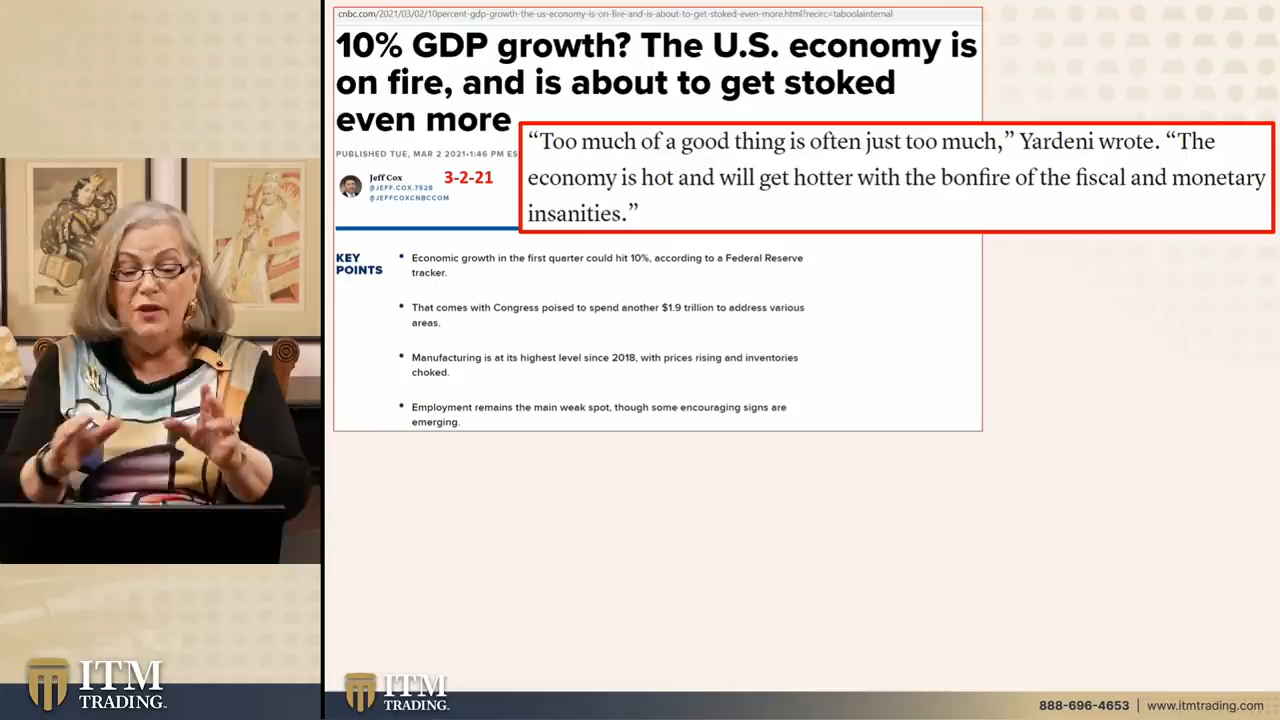 cnbc.com/2021/03/02/10percent-gdp-growth-the-us-economy-is-on-fire-and-is-about-to-get-stoked-even-more.html?recirc=taboolainternal
10% GDP growth? The U.S. economy is
on fire, and is about to get stoked
even more
“Too much of a good thing is often just too much,” Yardeni wrote. “The
economy is hot and will get hotter with the bonfire of the fiscal and monetary
insanities.”
PUBLISHED TUE, MAR 2 2021•1:46 PM ES
Jeff Cox
@JEFF.COX.7528
@JEFFCOXCNBCCOM
3-2-21
KEY
POINTS
• Economic growth in the first quarter could hit 10%, according to a Federal Reserve
tracker.
• That comes with Congress poised to spend another $1.9 trillion to address various
areas.
• Manufacturing is at its highest level since 2018, with prices rising and inventories
choked.
• Employment remains the main weak spot, though some encouraging signs are
emerging.
ITM
TRADING.
ITM
TRADING.
888-696-4653 | www.itmtrading.com